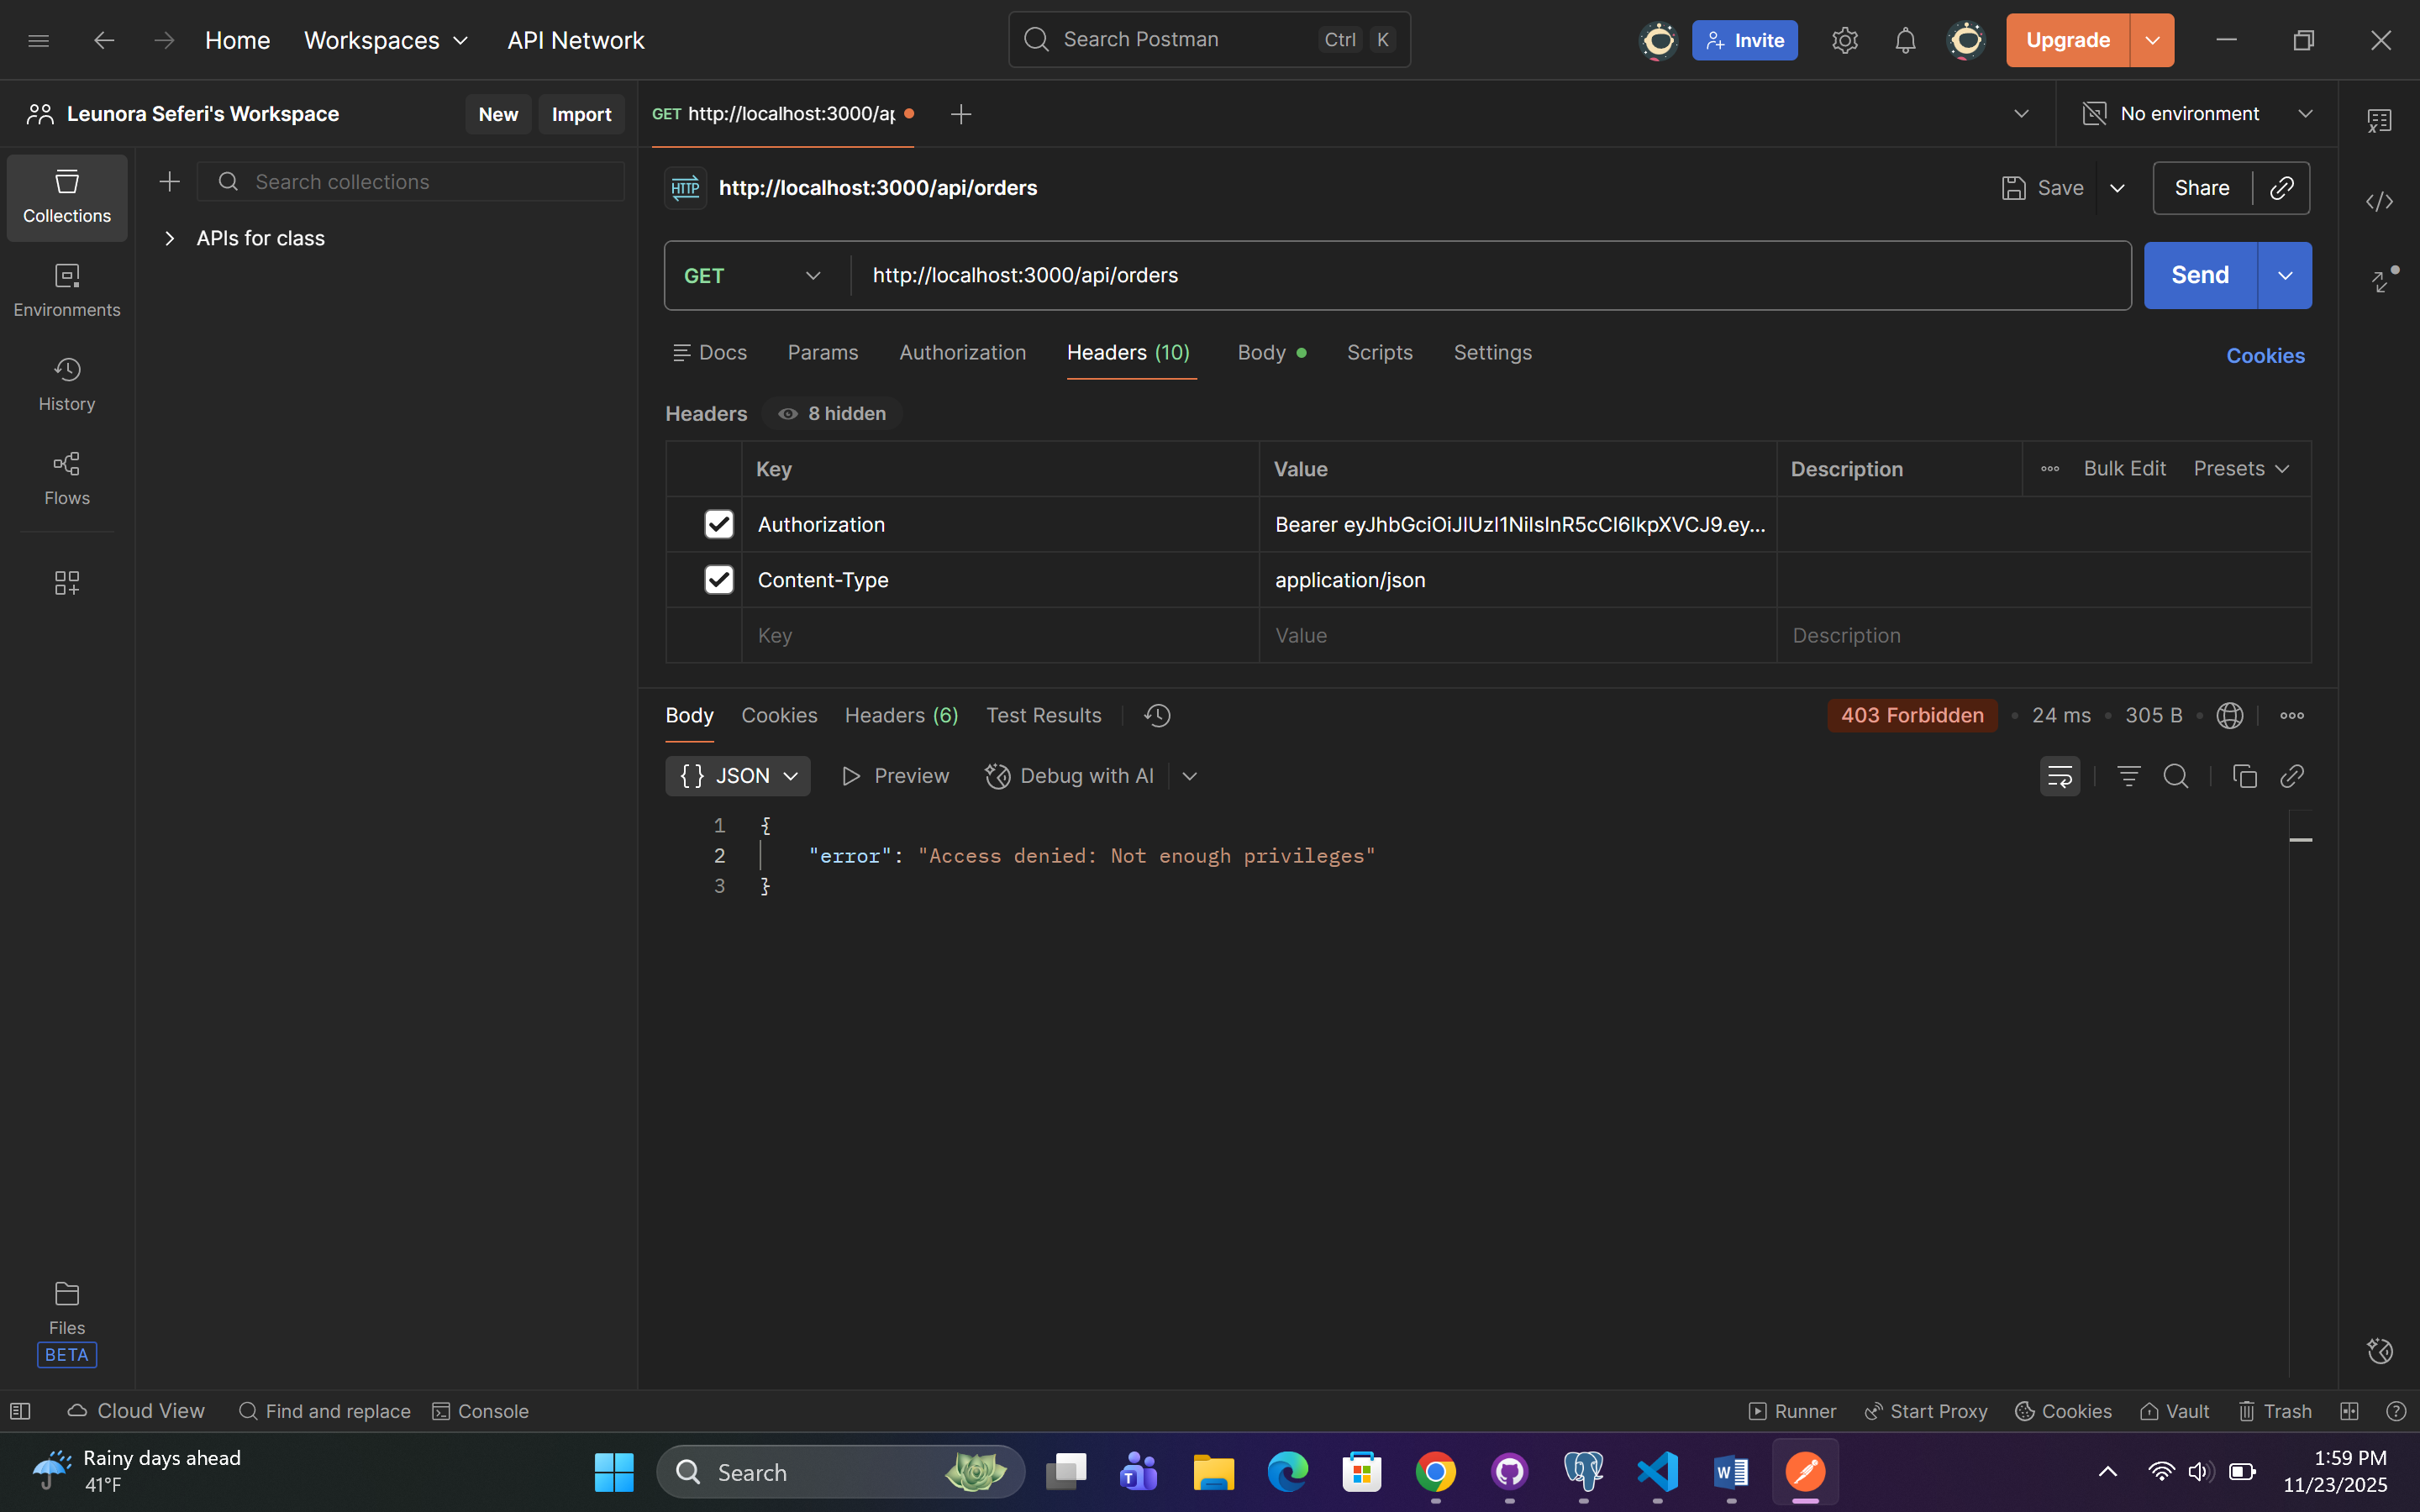 Home
Workspaces
API Network
Search Postman
Ctrl
K
Invite
Upgrade
Leunora Seferi's Workspace
New
Import
GET http://localhost:3000/ap
No environment
Collections
Environments
History
Flows
Files
BETA
Search collections
APIs for class
HTTP
http://localhost:3000/api/orders
Save
Share
GET
http://localhost:3000/api/orders
Send
Docs
Params
Authorization
Headers (10)
Body
Scripts
Settings
Cookies
Headers
8 hidden
Key
Value
Description
Bulk Edit
Presets
Authorization
Bearer eyJhbGciOiJIUzI1NiIsInR5cCI6IkpXVCJ9.ey...
Content-Type
application/json
Key
Value
Description
Body
Cookies
Headers (6)
Test Results
403 Forbidden
24 ms
305 B
{} JSON
Preview
Debug with AI
1 {
2 "error": "Access denied: Not enough privileges"
3 }
Cloud View
Find and replace
Console
Runner
Start Proxy
Cookies
Vault
Trash
Rainy days ahead
41°F
Search
1:59 PM
11/23/2025